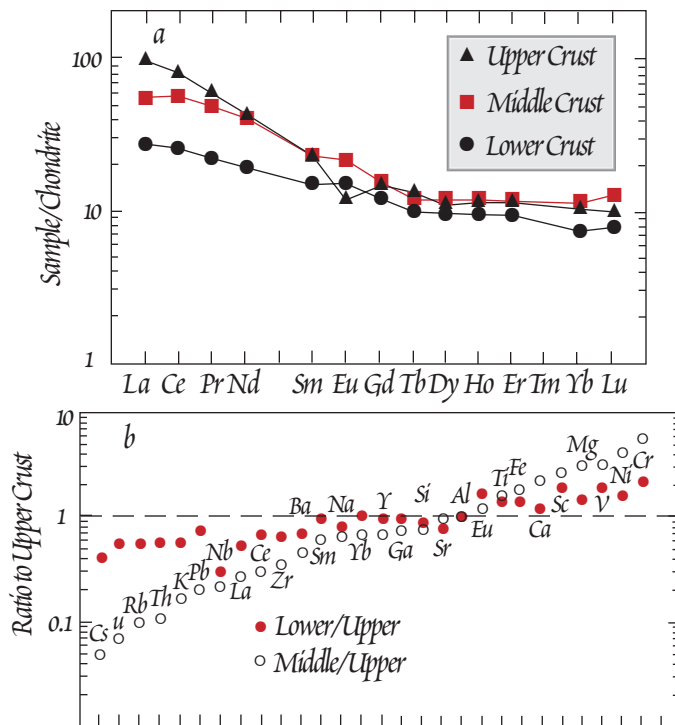 a
100
10
1
Sample/Chondrite
Upper Crust
Middle Crust
Lower Crust
La Ce Pr Nd Sm Eu Gd Tb Dy Ho Er Tm Yb Lu
b
10
1
0.1
Ratio to Upper Crust
Cs u Rb Th K Pb Nb La Ce Zr Ba Sm Na Yb Y Ga Si Sr Al Eu Ti Fe Ca Sc Mg V Ni Cr
Lower/Upper
Middle/Upper